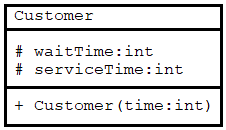 Customer
# waitTime:int
# serviceTime:int
+ Customer(time:int)